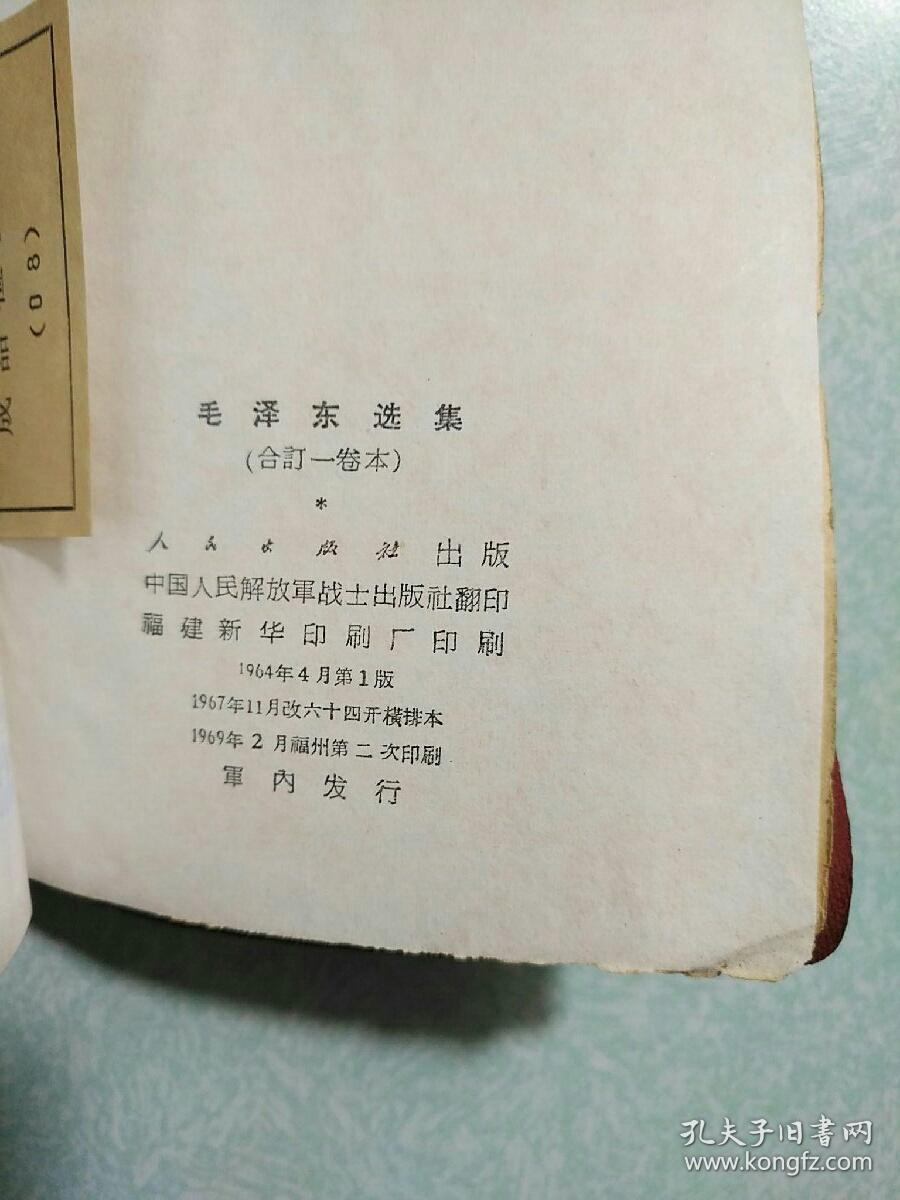 毛泽东选集
(合訂一卷本)
*
人民出版社 出版
中国人民解放軍战士出版社翻印
福建新华印刷厂印刷
1964年4月第1版
1967年11月改六十四开橫排本
1969年2月福州第二次印刷
軍內发行
(08)
孔夫子旧书网
www.kongfz.com